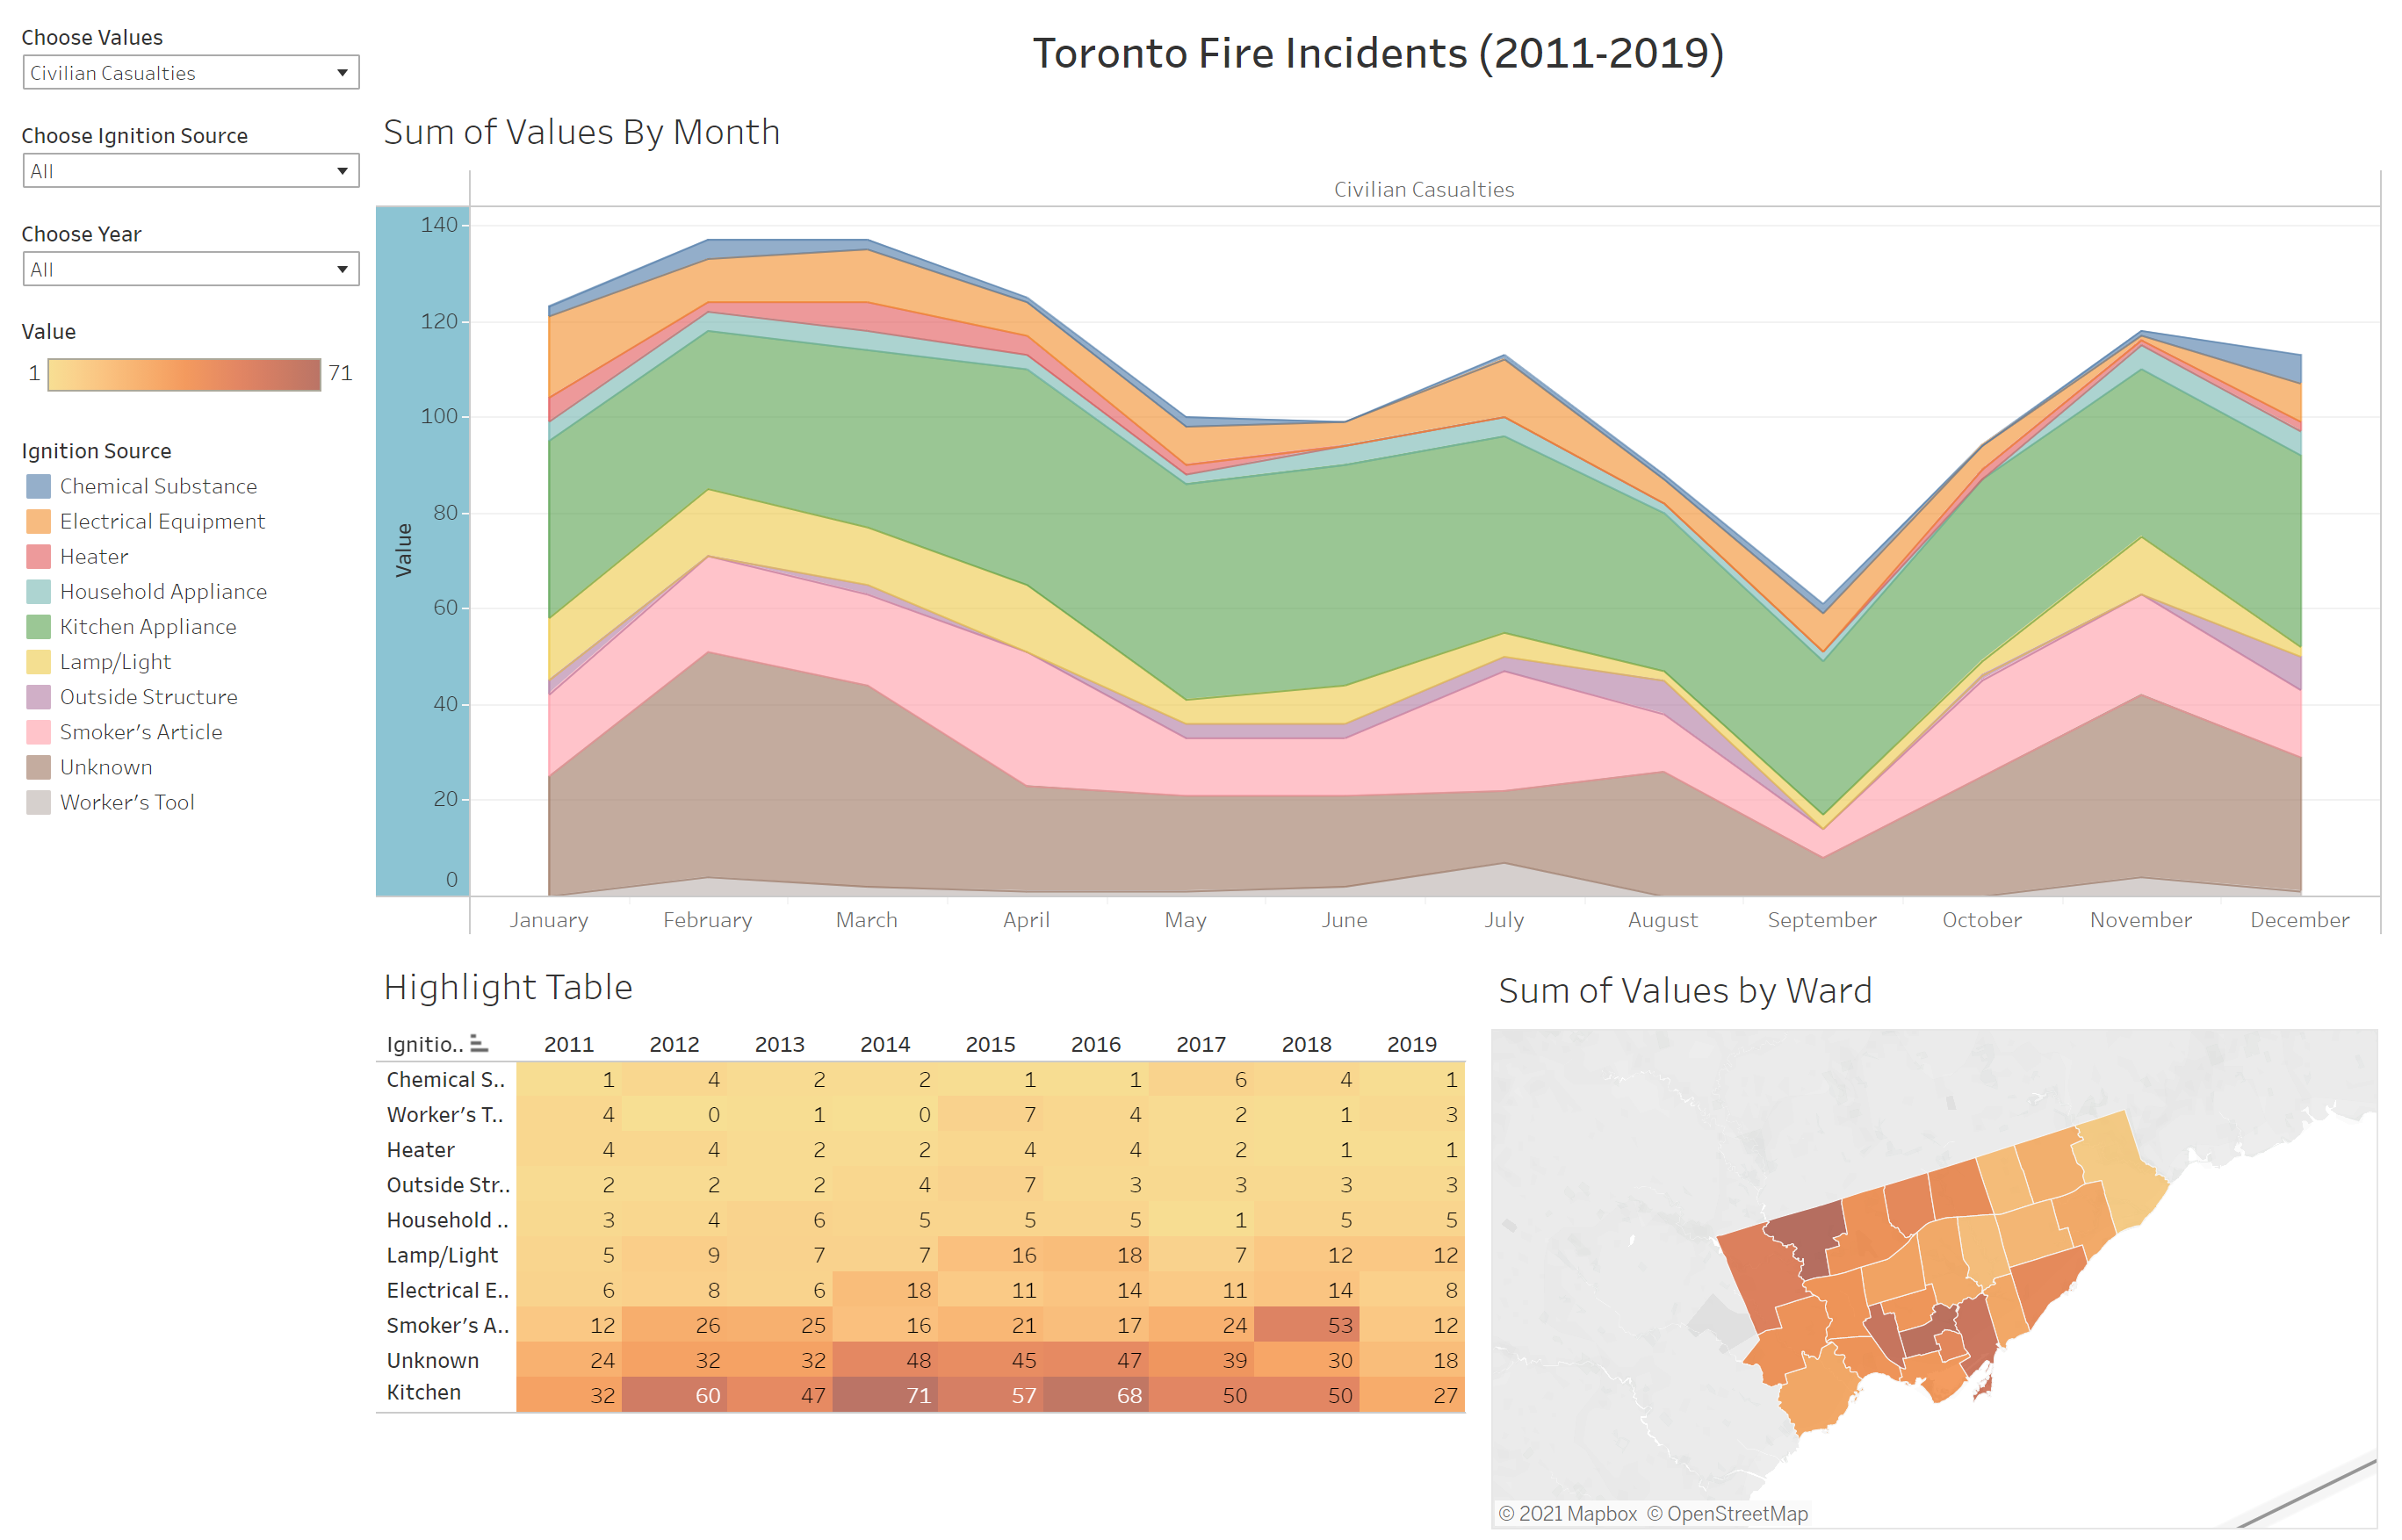 Toronto Fire Incidents (2011-2019)
Choose Values
Civilian Casualties
Choose Ignition Source
All
Choose Year
All
Value
1 71
Ignition Source
Chemical Substance
Electrical Equipment
Heater
Household Appliance
Kitchen Appliance
Lamp/Light
Outside Structure
Smoker's Article
Unknown
Worker's Tool
Sum of Values By Month
Civilian Casualties
Value
140
120
100
80
60
40
20
0
January February March April May June July August September October November December
Highlight Table
Ignitio.. 2011 2012 2013 2014 2015 2016 2017 2018 2019
Chemical S.. 1 4 2 2 1 1 6 4 1
Worker's T.. 4 0 1 0 7 4 2 1 3
Heater 4 4 2 2 4 4 2 1 1
Outside Str.. 2 2 2 4 7 3 3 3 3
Household .. 3 4 6 5 5 5 1 5 5
Lamp/Light 5 9 7 7 16 18 7 12 12
Electrical E.. 6 8 6 18 11 14 11 14 8
Smoker's A.. 12 26 25 16 21 17 24 53 12
Unknown 24 32 32 48 45 47 39 30 18
Kitchen 32 60 47 71 57 68 50 50 27
Sum of Values by Ward
© 2021 Mapbox © OpenStreetMap